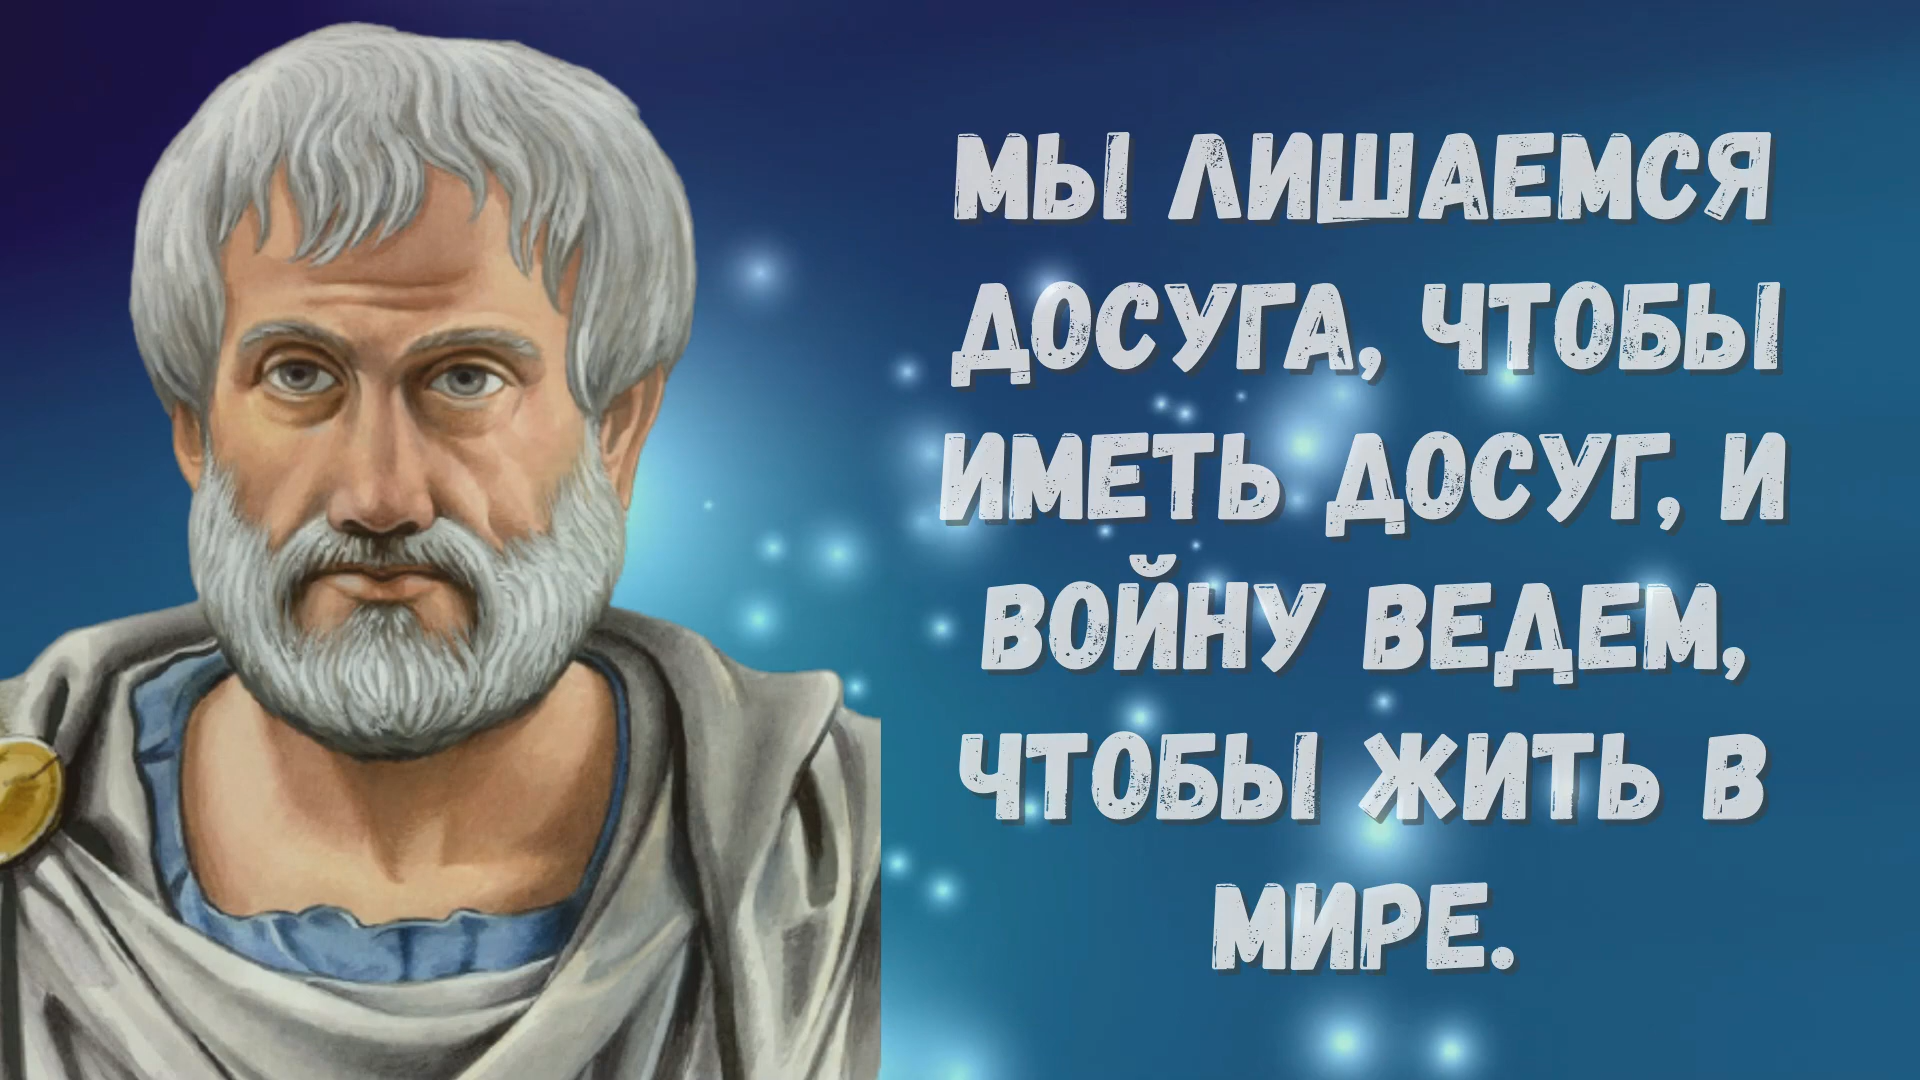 МЫ ЛИШАЕМСЯ
ДОСУГА, ЧТОБЫ
ИМЕТЬ ДОСУГ, И
ВОЙНУ ВЕДЕМ,
ЧТОБЫ ЖИТЬ В
МИРЕ.